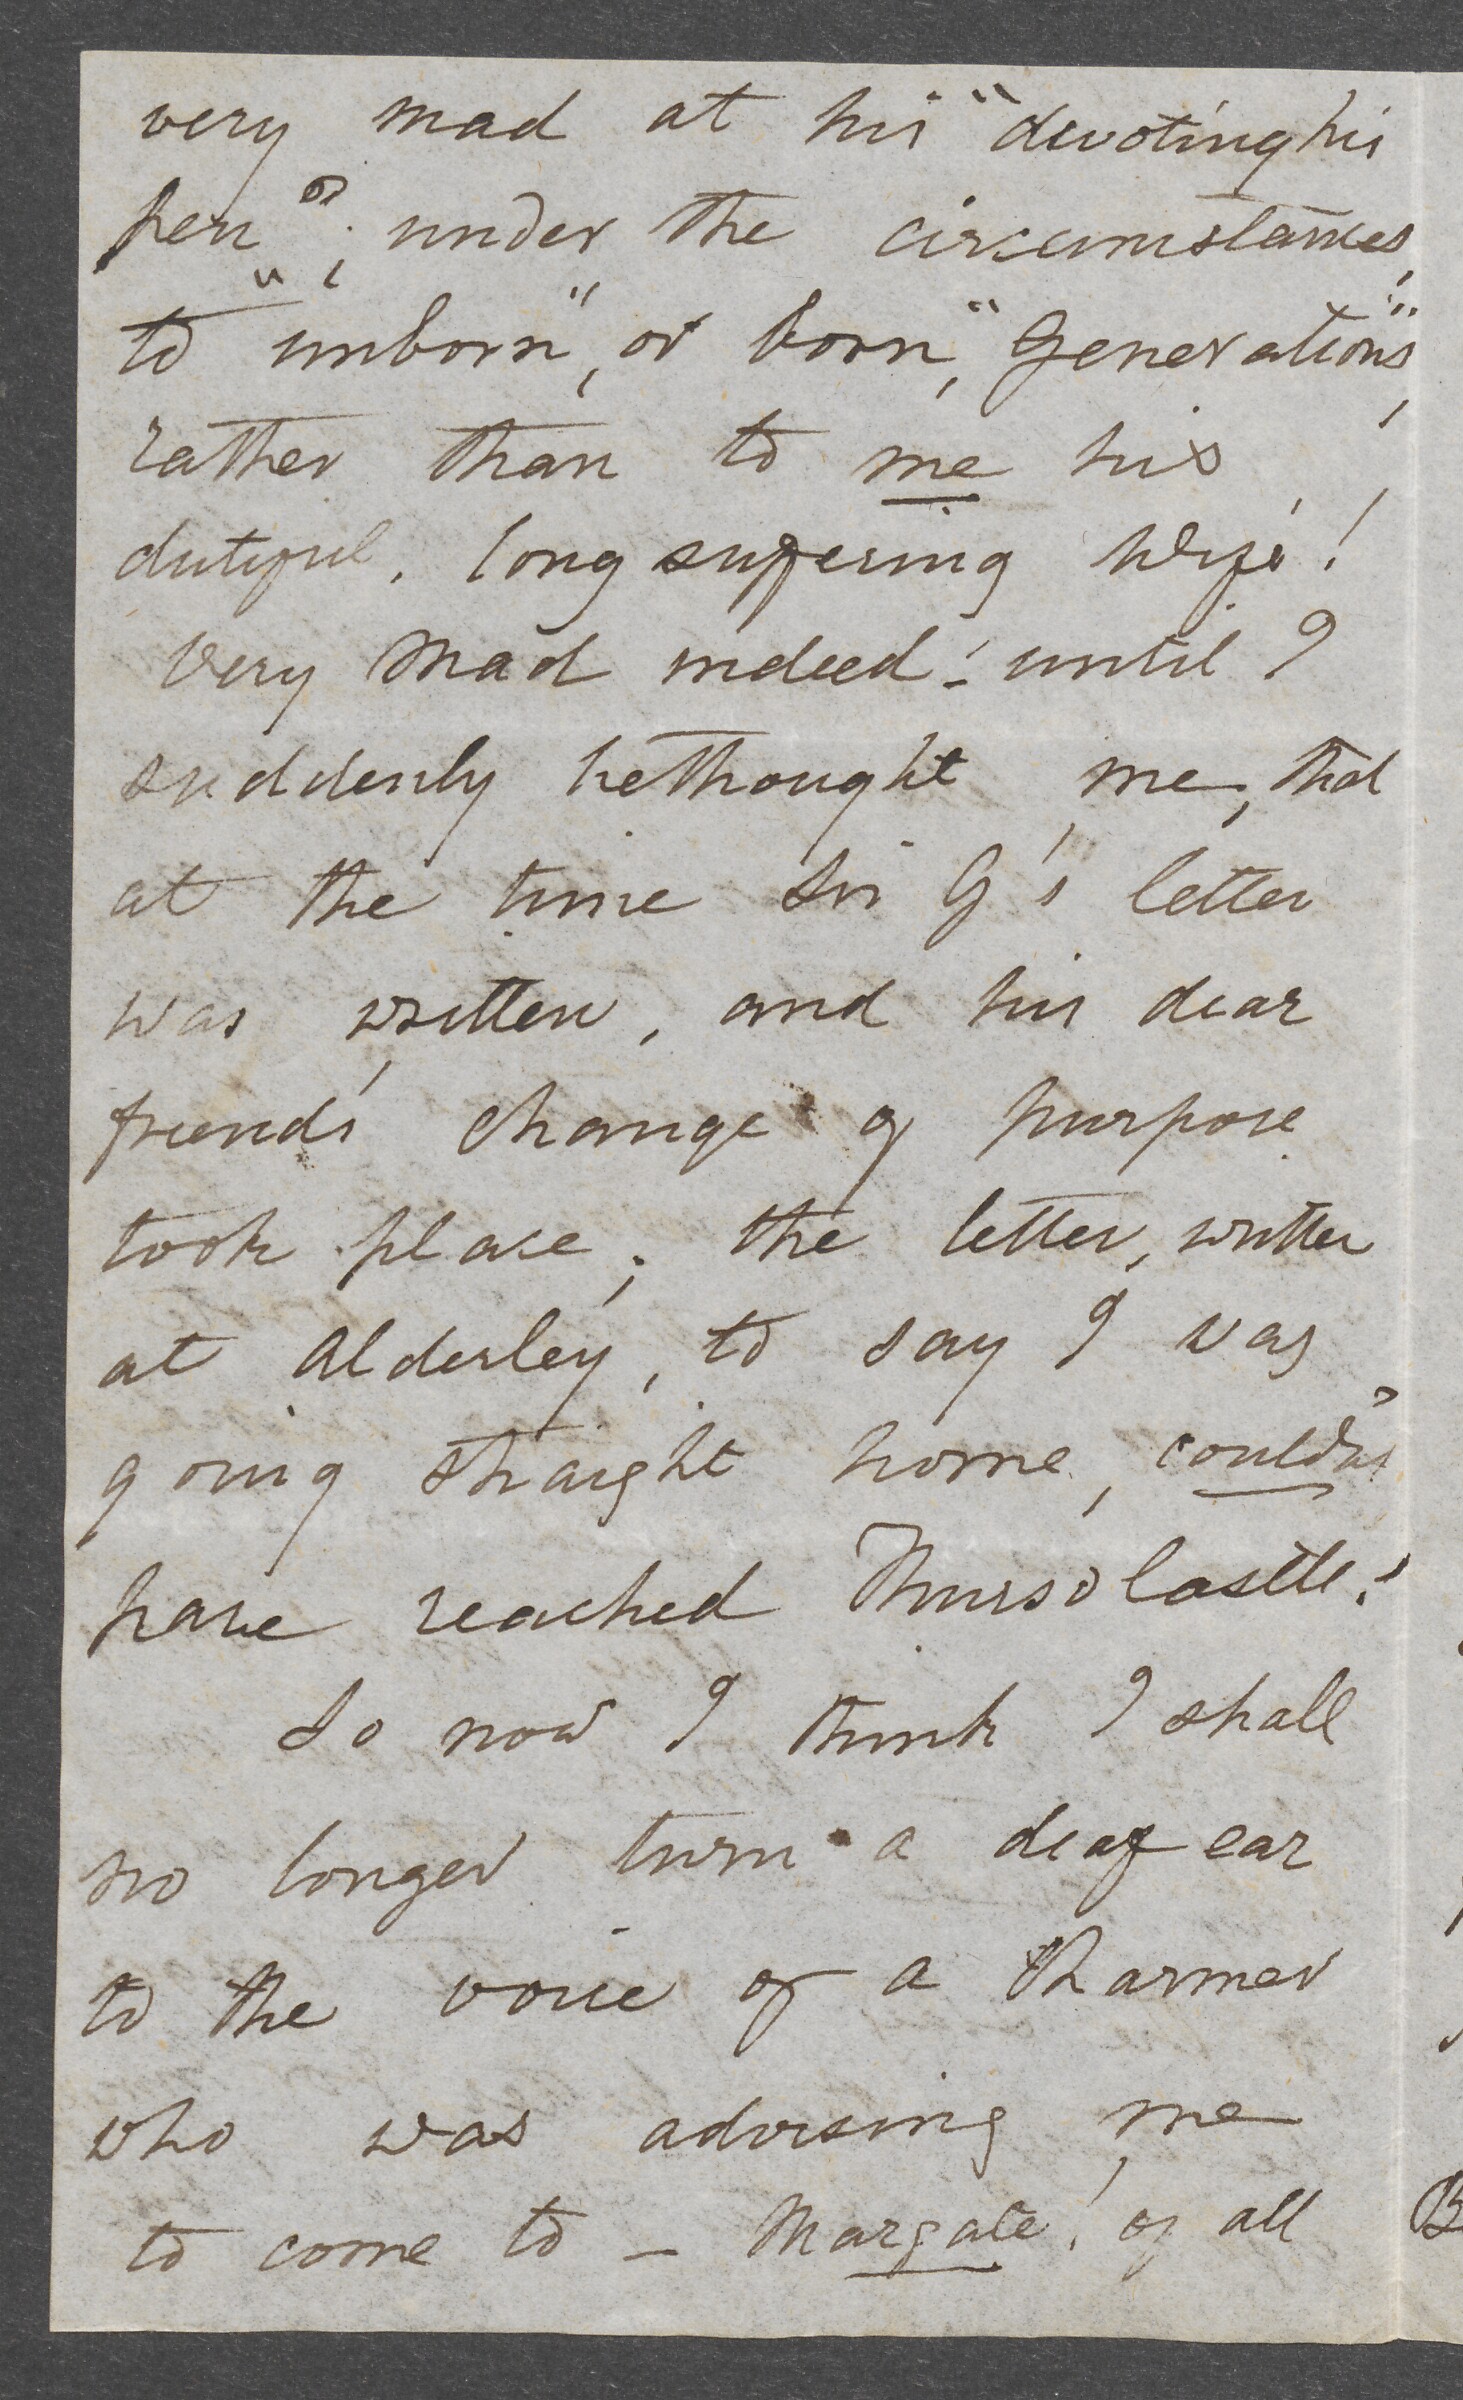 very mad at his "devoting his
pen"; under the circumstances,
to "unborn", or born, "Generations",
rather than to me his
dutiful, long suffering Wife!
Very mad indeed! - until I
suddenly bethought me, that
at the time Sir G's letter
was written, and his dear
friend's change of purpose
took place; the letter, written
at Alderley, to say I was
going straight home, couldn't
have reached Thurso Castle!
So now I think I shall
no longer turn a deaf ear
to the voice of a Charmer
who was advising me
to come to - Margate! of all
B